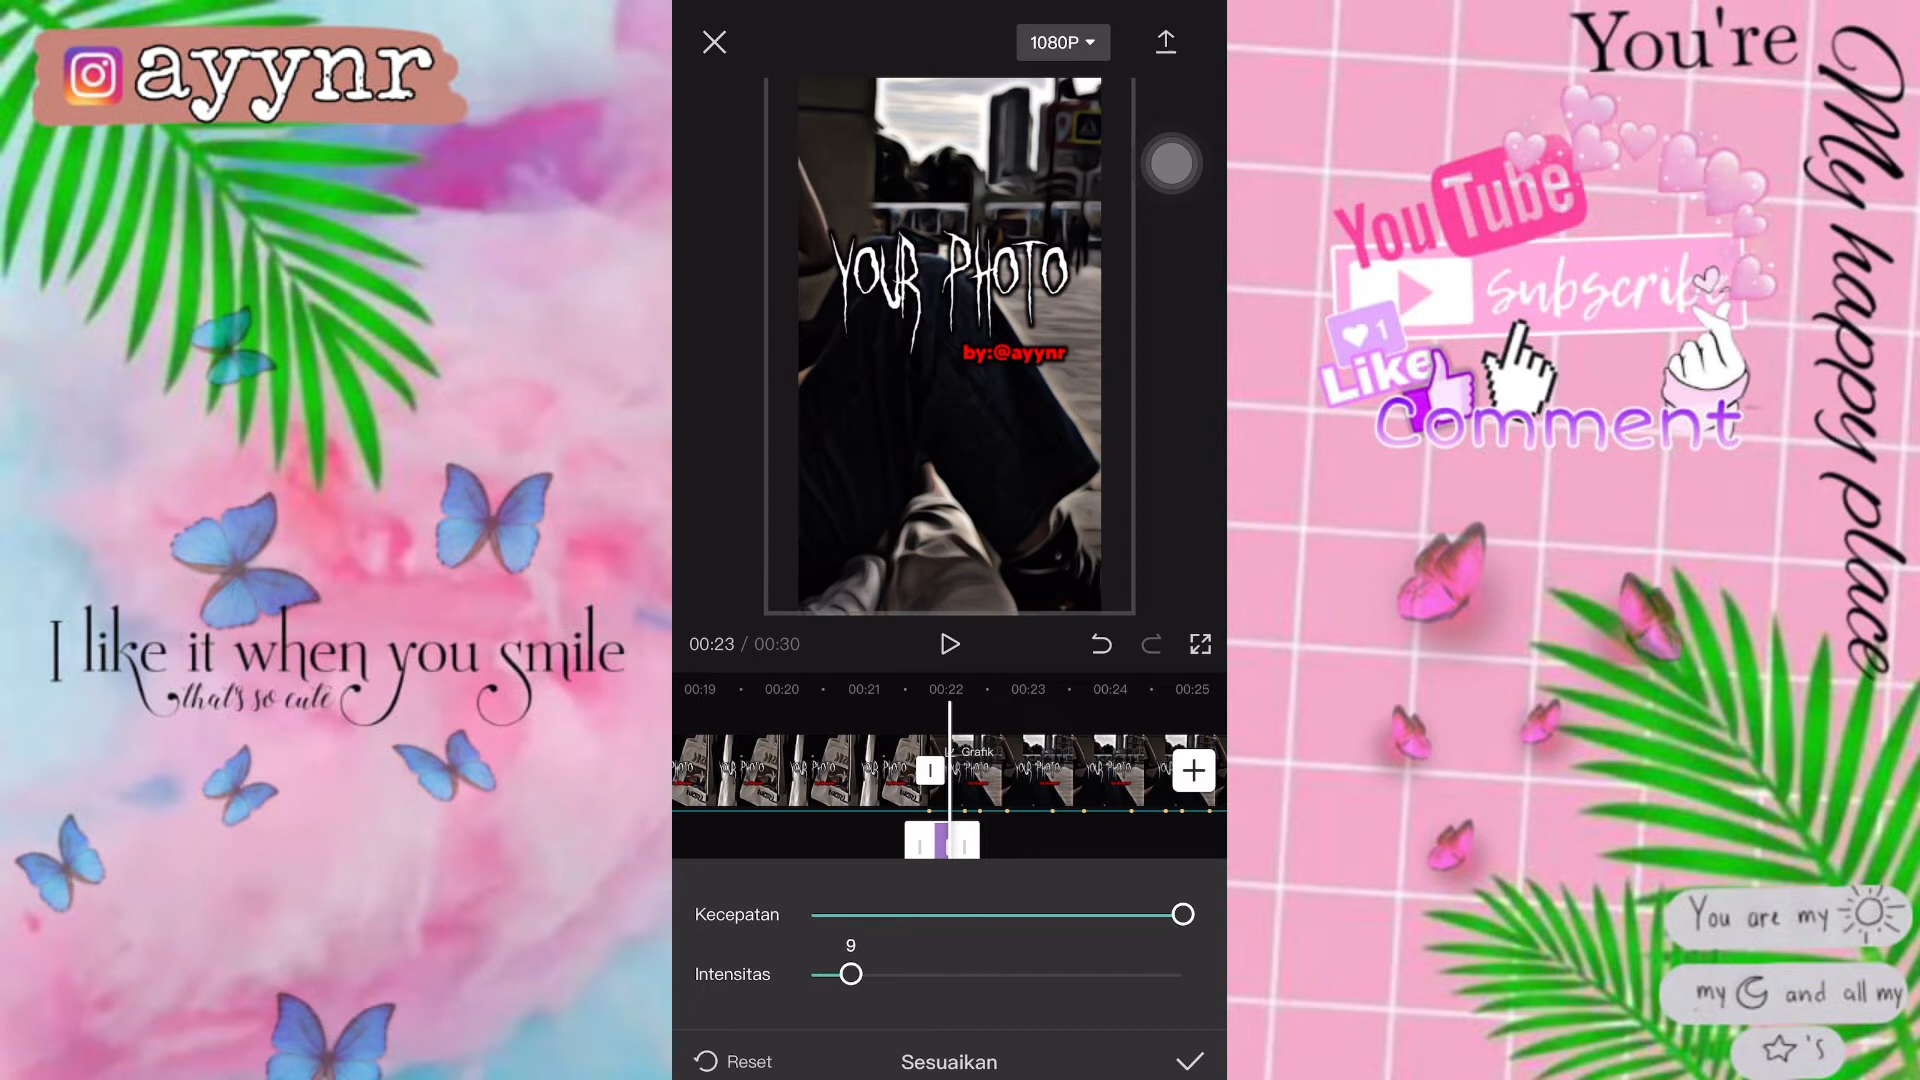 ayynr
I like it when you smile
that's so cute
1080P
YOUR PHOTO
by:@ayynr
00:23 / 00:30
00:19 · 00:20 · 00:21 · 00:22 · 00:23 · 00:24 · 00:25
Grafik
Kecepatan
9
Intensitas
Reset
Sesuaikan
You're
My happy place
YouTube
subscribe
1
Like
Comment
You are my
my and all my
's